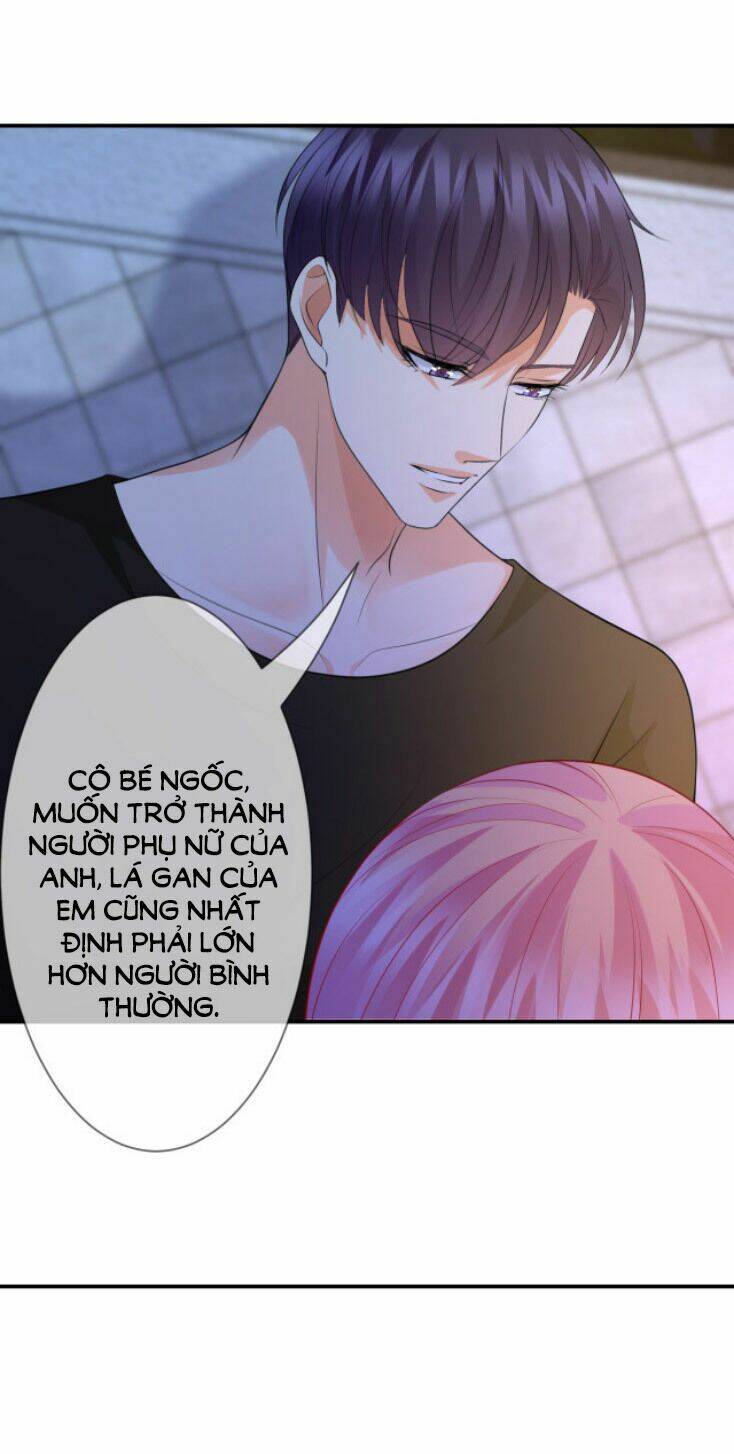 CÔ BÉ NGỐC,
MUỐN TRỞ THÀNH
NGƯỜI PHỤ NỮ CỦA
ANH, LÁ GAN CỦA
EM CŨNG NHẤT
ĐỊNH PHẢI LỚN
HƠN NGƯỜI BÌNH
THƯỜNG.